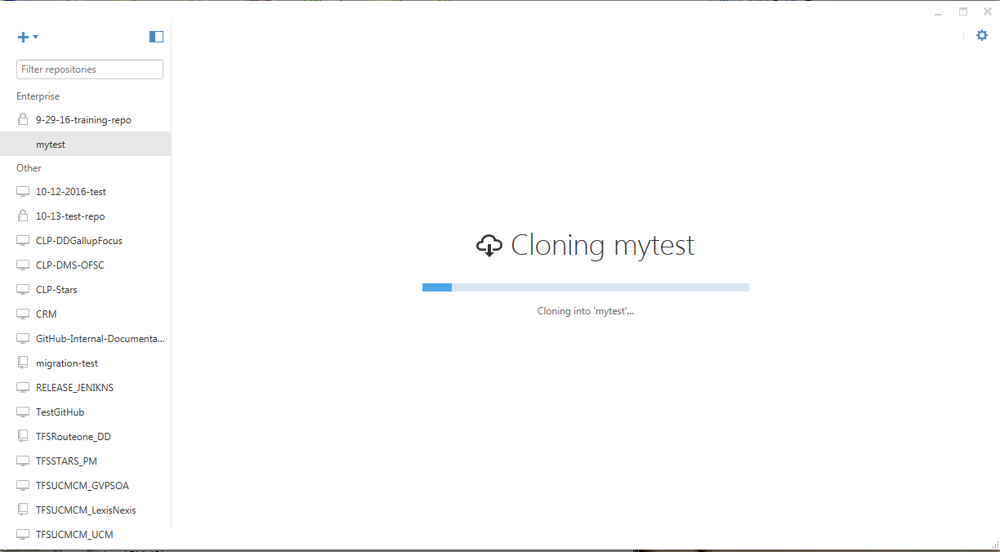 Filter repositories
Enterprise
9-29-16-training-repo
mytest
Other
10-12-2016-test
10-13-test-repo
CLP-DDGallupFocus
CLP-DMS-OFSC
CLP-Stars
CRM
GitHub-Internal-Documenta...
migration-test
RELEASE_JENIKNS
TestGitHub
TFSRouteone_DD
TFSSTARS_PM
TFSUCMCM_GVPSOA
TFSUCMCM_LexisNexis
TFSUCMCM_UCM
Cloning mytest
Cloning into 'mytest'...